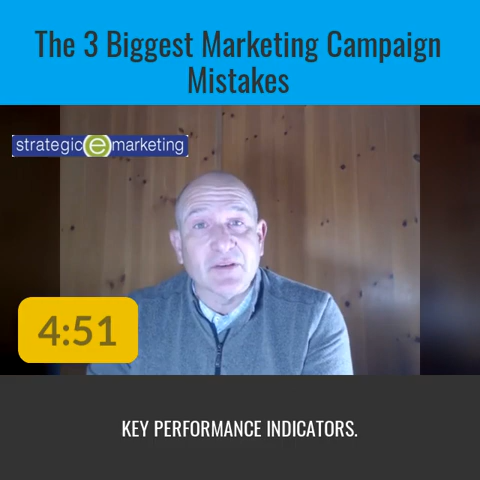 The 3 Biggest Marketing Campaign
Mistakes
strategic e marketing
4:51
KEY PERFORMANCE INDICATORS.